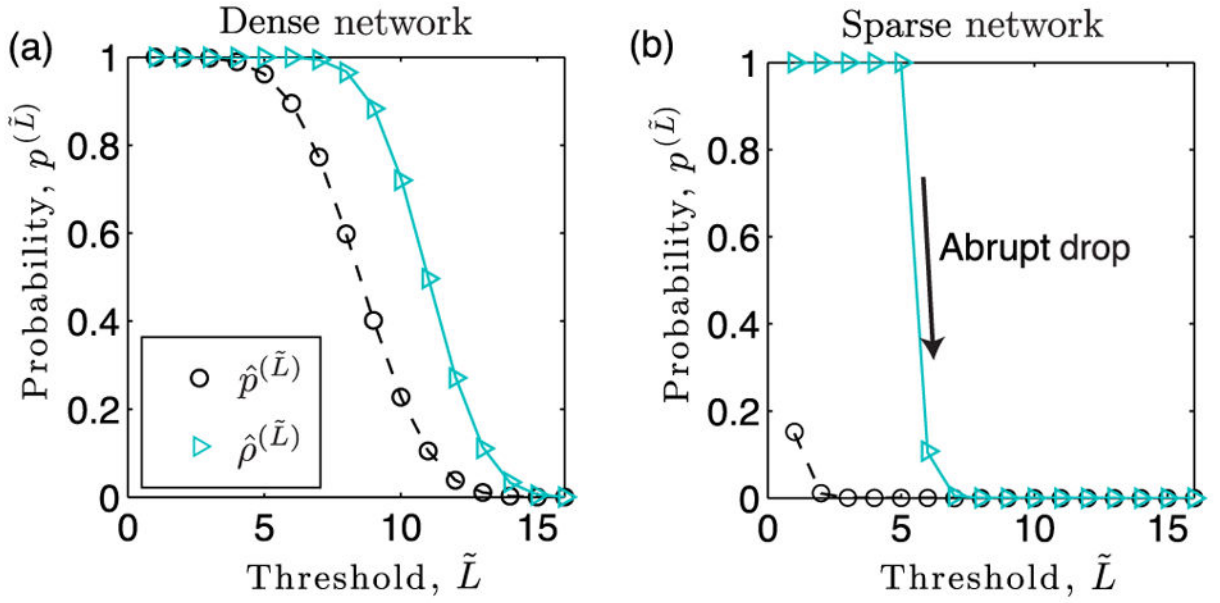 (a)
Dense network
Probability, p^(L̃)
1
0.8
0.6
0.4
0.2
0
p̂^(L̃)
ρ̂^(L̃)
0
5
10
15
Threshold, L̃
(b)
Sparse network
Probability, p^(L̃)
1
0.8
0.6
0.4
0.2
0
Abrupt drop
0
5
10
15
Threshold, L̃